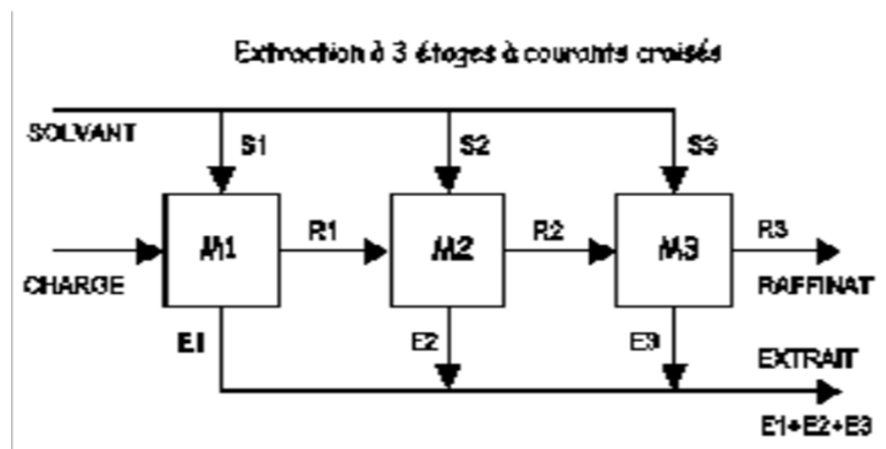 Extraction à 3 étages à courants croisés
SOLVANT
S1
S2
S3
M1
R1
M2
R2
M3
R3
CHARGE
RAFFINAT
E1
E2
E3
EXTRAIT
E1+E2+E3